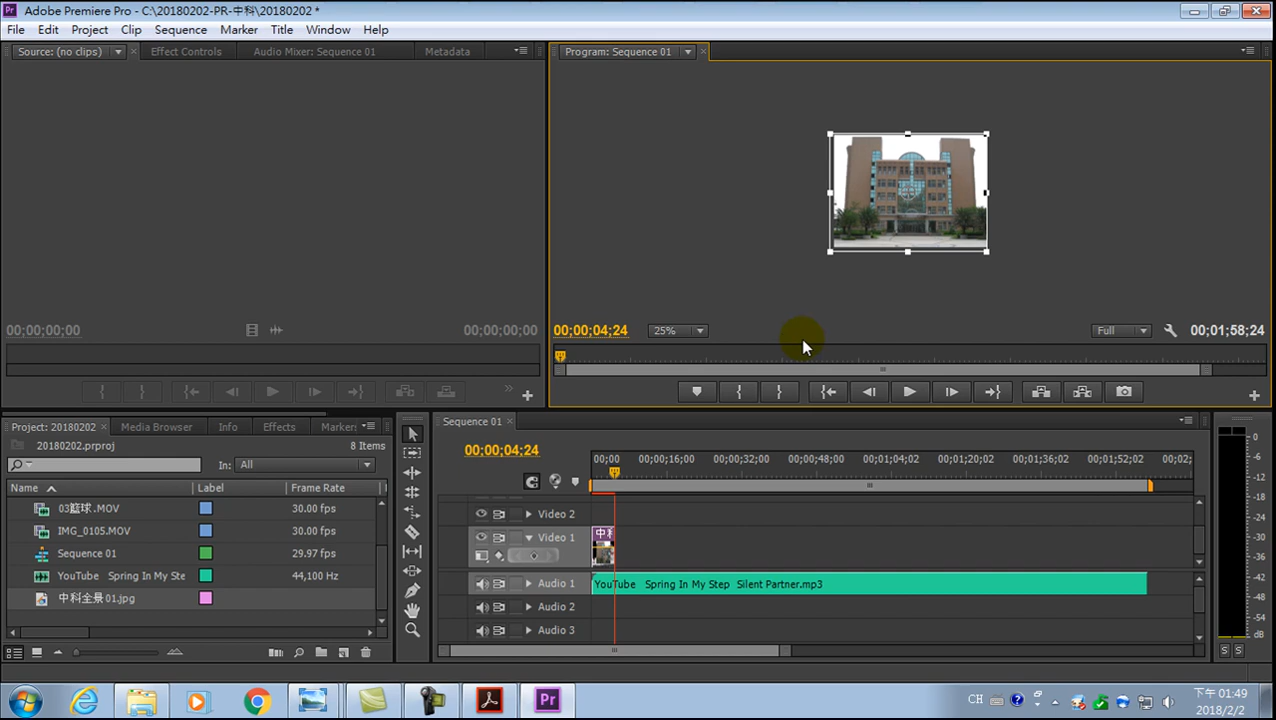 Adobe Premiere Pro - C:\20180202-PR-中科\20180202 *
File Edit Project Clip Sequence Marker Title Window Help
Source: (no clips) Effect Controls Audio Mixer: Sequence 01 Metadata
Program: Sequence 01
00;00;00;00 00;00;00;00
00;00;04;24 25% Full 00;01;58;24
Project: 20180202 Media Browser Info Effects Markers
20180202.prproj 8 Items
In: All
Name Label Frame Rate
03籃球.MOV 30.00 fps
IMG_0105.MOV 30.00 fps
Sequence 01 29.97 fps
YouTube Spring In My Ste 44,100 Hz
中科全景01.jpg
Sequence 01
00;00;04;24
00;00 00;00;16;00 00;00;32;00 00;00;48;00 00;01;04;02 00;01;20;02 00;01;36;02 00;01;52;02 00;02;
Video 2
Video 1 中科
Audio 1 YouTube Spring In My Step Silent Partner.mp3
Audio 2
Audio 3
0
-6
-12
-18
-24
-30
-36
-42
-48
-54
dB
S S
CH
下午 01:49
2018/2/2